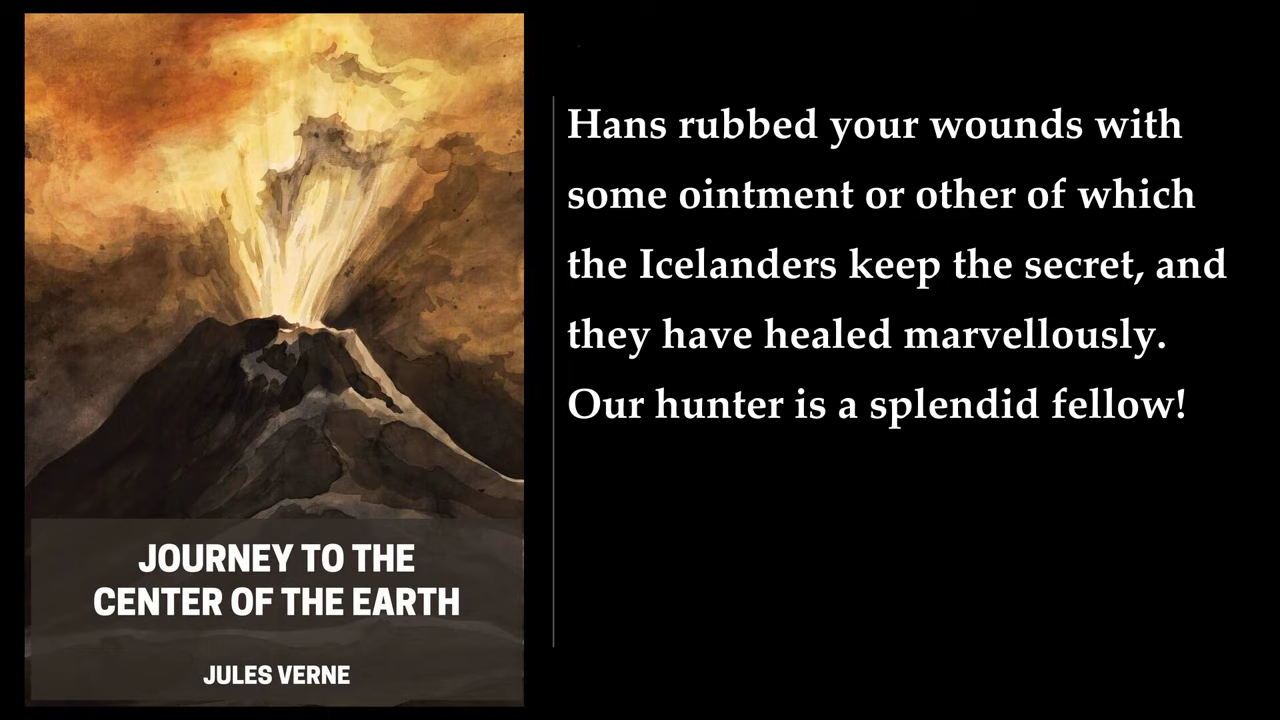 JOURNEY TO THE
CENTER OF THE EARTH
JULES VERNE
Hans rubbed your wounds with
some ointment or other of which
the Icelanders keep the secret, and
they have healed marvellously.
Our hunter is a splendid fellow!